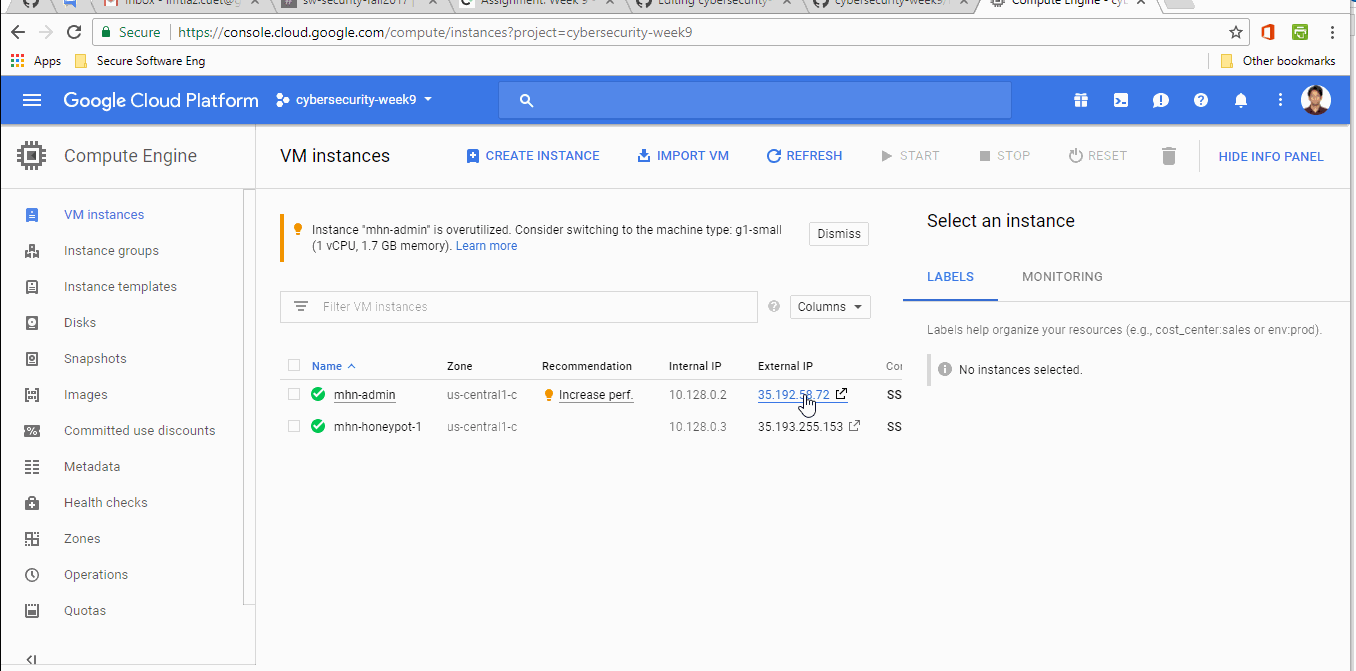 Inbox - imtiaz.cuet@g
sw-security-fall2017
Assignment: Week 9
Editing cybersecurity-
cybersecurity-week9/
Compute Engine - cyb
Secure https://console.cloud.google.com/compute/instances?project=cybersecurity-week9
Apps Secure Software Eng Other bookmarks
Google Cloud Platform cybersecurity-week9
Compute Engine
VM instances
Instance groups
Instance templates
Disks
Snapshots
Images
Committed use discounts
Metadata
Health checks
Zones
Operations
Quotas
VM instances CREATE INSTANCE IMPORT VM REFRESH START STOP RESET HIDE INFO PANEL
Instance "mhn-admin" is overutilized. Consider switching to the machine type: g1-small
(1 vCPU, 1.7 GB memory). Learn more
Dismiss
Filter VM instances
Columns
Name Zone Recommendation Internal IP External IP
mhn-admin us-central1-c Increase perf. 10.128.0.2 35.192.58.72 SS
mhn-honeypot-1 us-central1-c 10.128.0.3 35.193.255.153 SS
Select an instance
LABELS MONITORING
Labels help organize your resources (e.g., cost_center:sales or env:prod).
No instances selected.